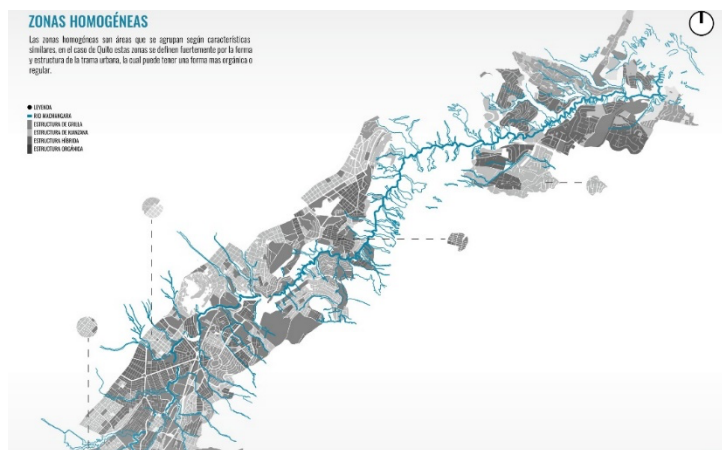 ZONAS HOMOGÉNEAS
Las zonas homogéneas son áreas que se agrupan según características
similares, en el caso de Quito estas zonas se definen fuertemente por la forma
y estructura de la trama urbana, la cual puede tener una forma mas orgánica o
regular.
LEYENDA
RIO MACHANGARA
ESTRUCTURA DE GRILLA
ESTRUCTURA DE MANZANA
ESTRUCTURA HÍBRIDA
ESTRUCTURA ORGÁNICA